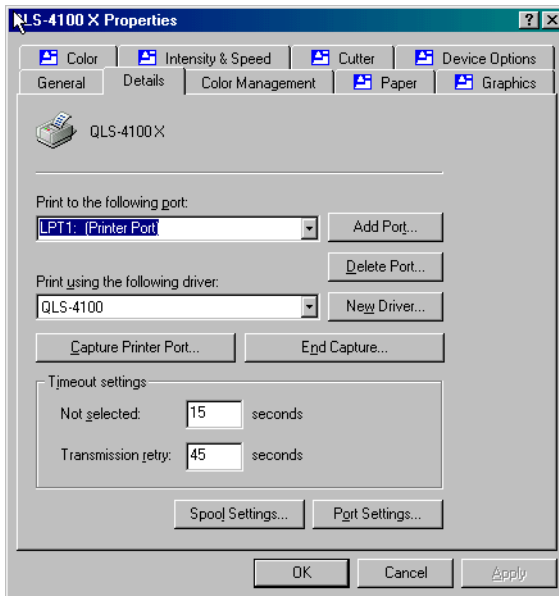 QLS-4100 X Properties
Color Intensity & Speed Cutter Device Options
General Details Color Management Paper Graphics
QLS-4100 X
Print to the following port:
LPT1: (Printer Port)
Add Port...
Delete Port...
Print using the following driver:
QLS-4100
New Driver...
Capture Printer Port... End Capture...
Timeout settings
Not selected: 15 seconds
Transmission retry: 45 seconds
Spool Settings... Port Settings...
OK Cancel Apply